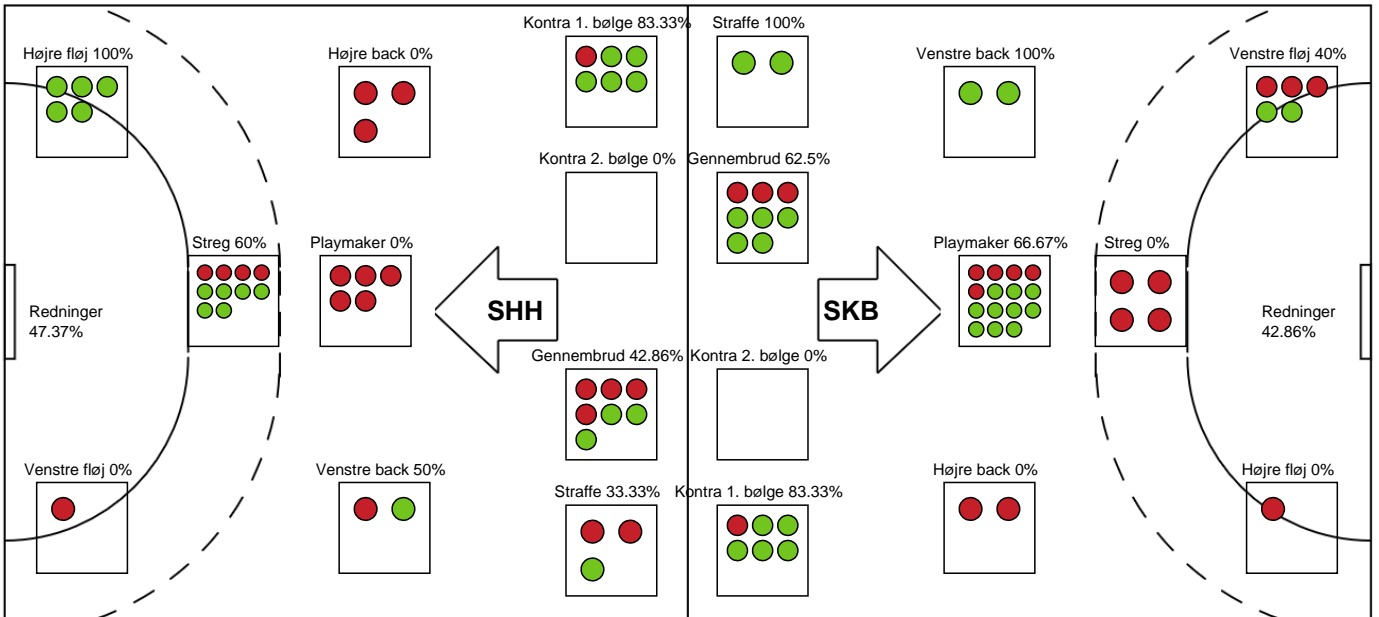 Kontra 1. bølge 83.33%
Straffe 100%
Højre fløj 100%
Højre back 0%
Venstre back 100%
Venstre fløj 40%
Kontra 2. bølge 0%
Gennembrud 62.5%
Streg 60%
Playmaker 0%
Playmaker 66.67%
Streg 0%
Redninger
47.37%
SHH
SKB
Redninger
42.86%
Gennembrud 42.86%
Kontra 2. bølge 0%
Venstre fløj 0%
Venstre back 50%
Højre back 0%
Højre fløj 0%
Straffe 33.33%
Kontra 1. bølge 83.33%